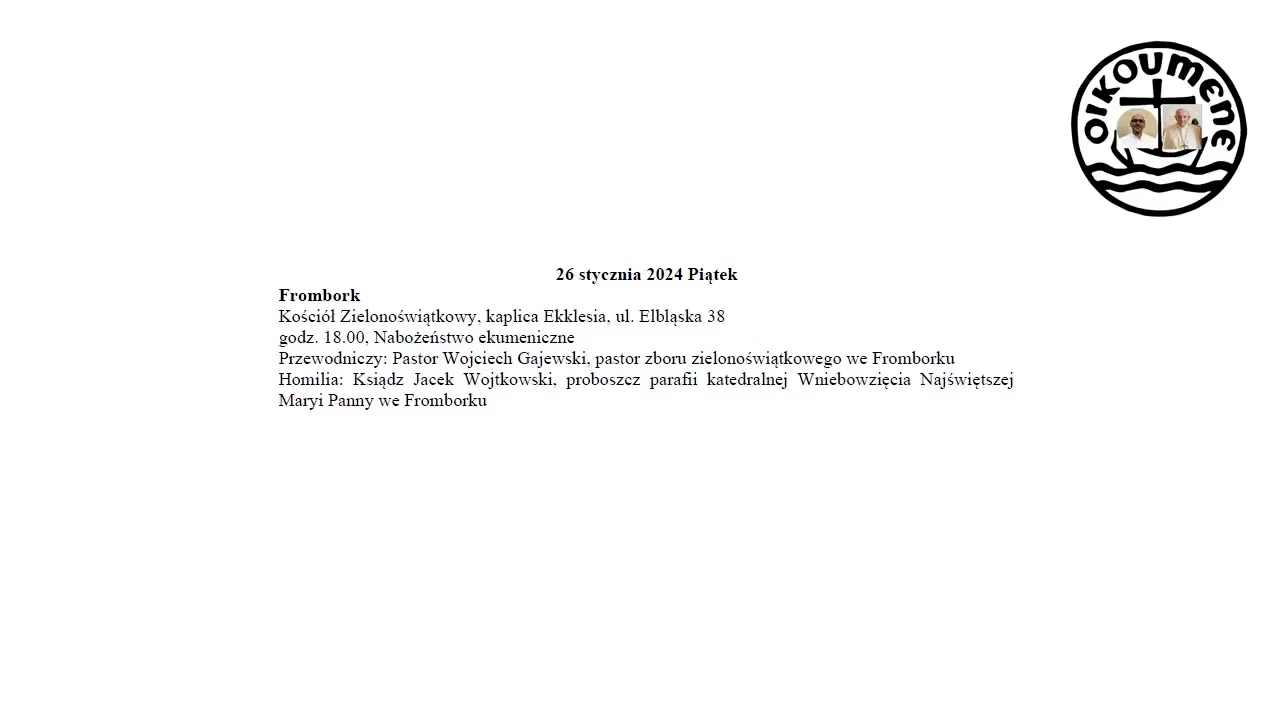 OIKOUMENE
26 stycznia 2024 Piątek
Frombork
Kościół Zielonoświątkowy, kaplica Ekklesia, ul. Elbląska 38
godz. 18.00, Nabożeństwo ekumeniczne
Przewodniczy: Pastor Wojciech Gajewski, pastor zboru zielonoświątkowego we Fromborku
Homilia: Ksiądz Jacek Wojtkowski, proboszcz parafii katedralnej Wniebowzięcia Najświętszej
Maryi Panny we Fromborku